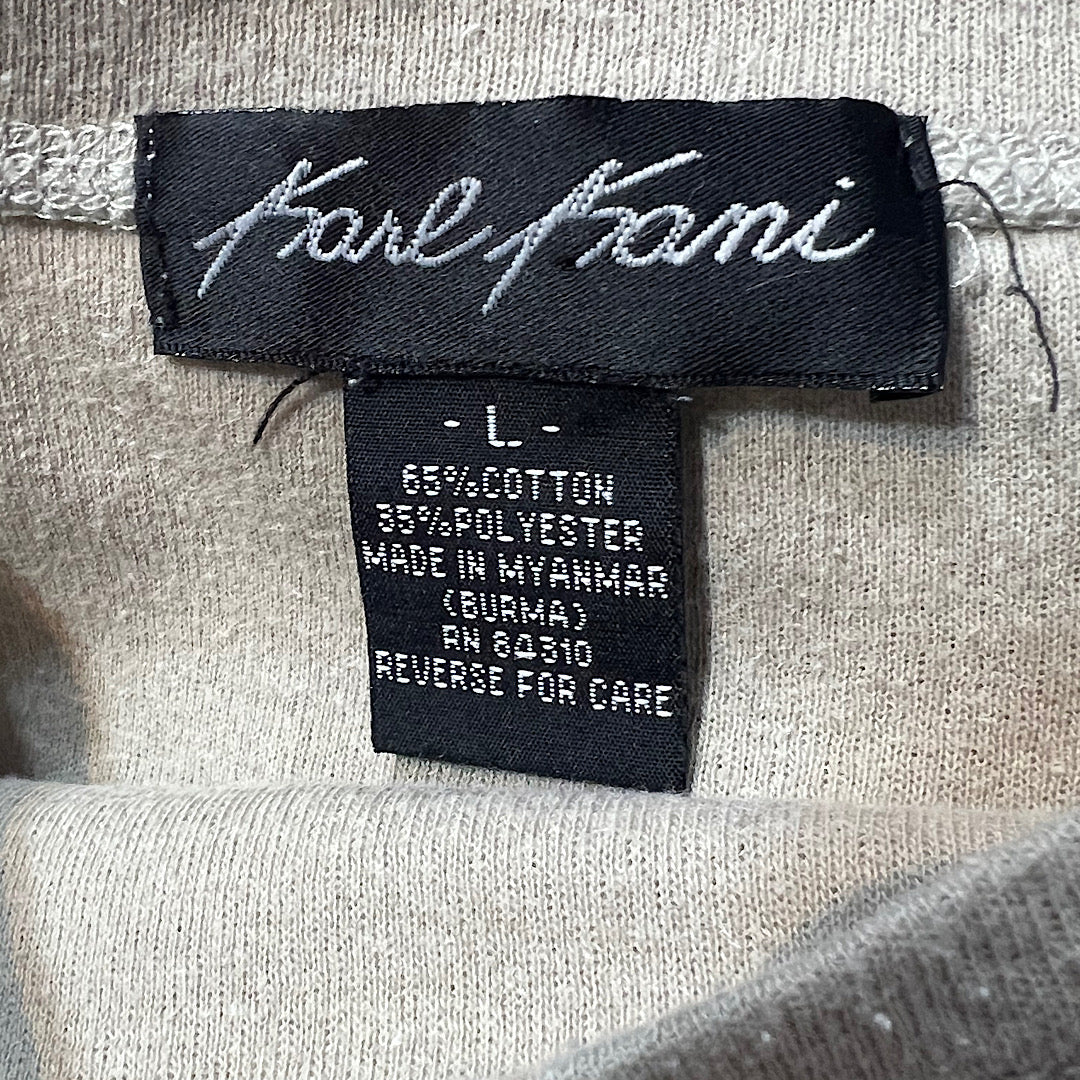 Karl Kani
- L -
65%COTTON
35%POLYESTER
MADE IN MYANMAR
(BURMA)
RN 84310
REVERSE FOR CARE